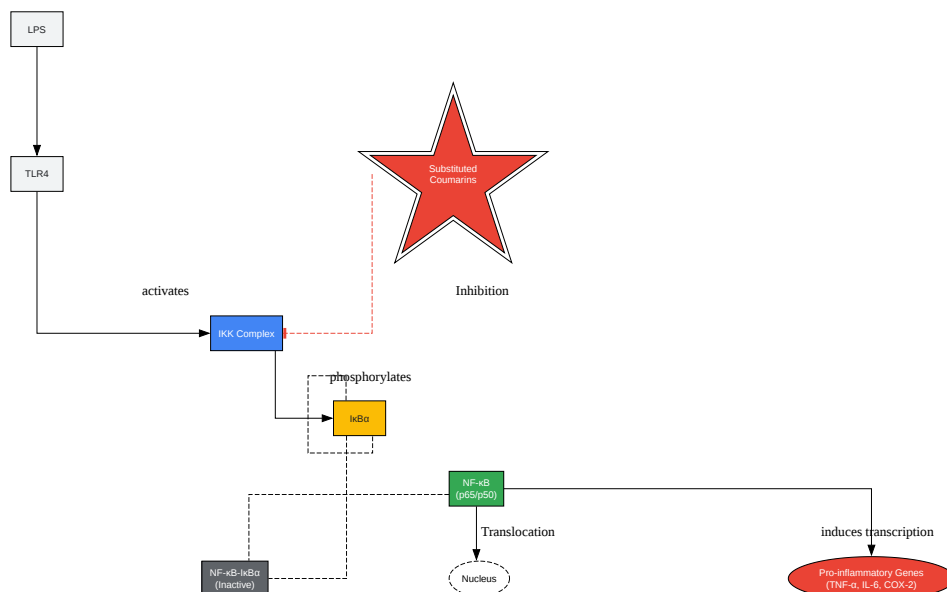 LPS
TLR4
Substituted
Coumarins
activates
Inhibition
IKK Complex
phosphorylates
IκBα
NF-κB
(p65/p50)
Translocation
induces transcription
NF-κB-IκBα
(Inactive)
Nucleus
Pro-inflammatory Genes
(TNF-α, IL-6, COX-2)